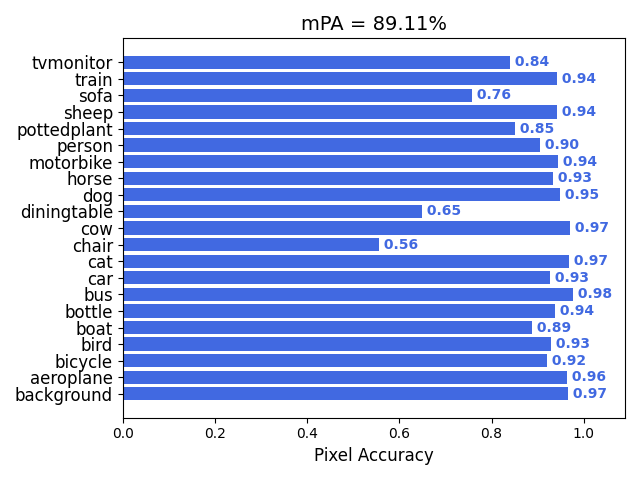 mPA = 89.11%
tvmonitor 0.84
train 0.94
sofa 0.76
sheep 0.94
pottedplant 0.85
person 0.90
motorbike 0.94
horse 0.93
dog 0.95
diningtable 0.65
cow 0.97
chair 0.56
cat 0.97
car 0.93
bus 0.98
bottle 0.94
boat 0.89
bird 0.93
bicycle 0.92
aeroplane 0.96
background 0.97
0.0 0.2 0.4 0.6 0.8 1.0
Pixel Accuracy